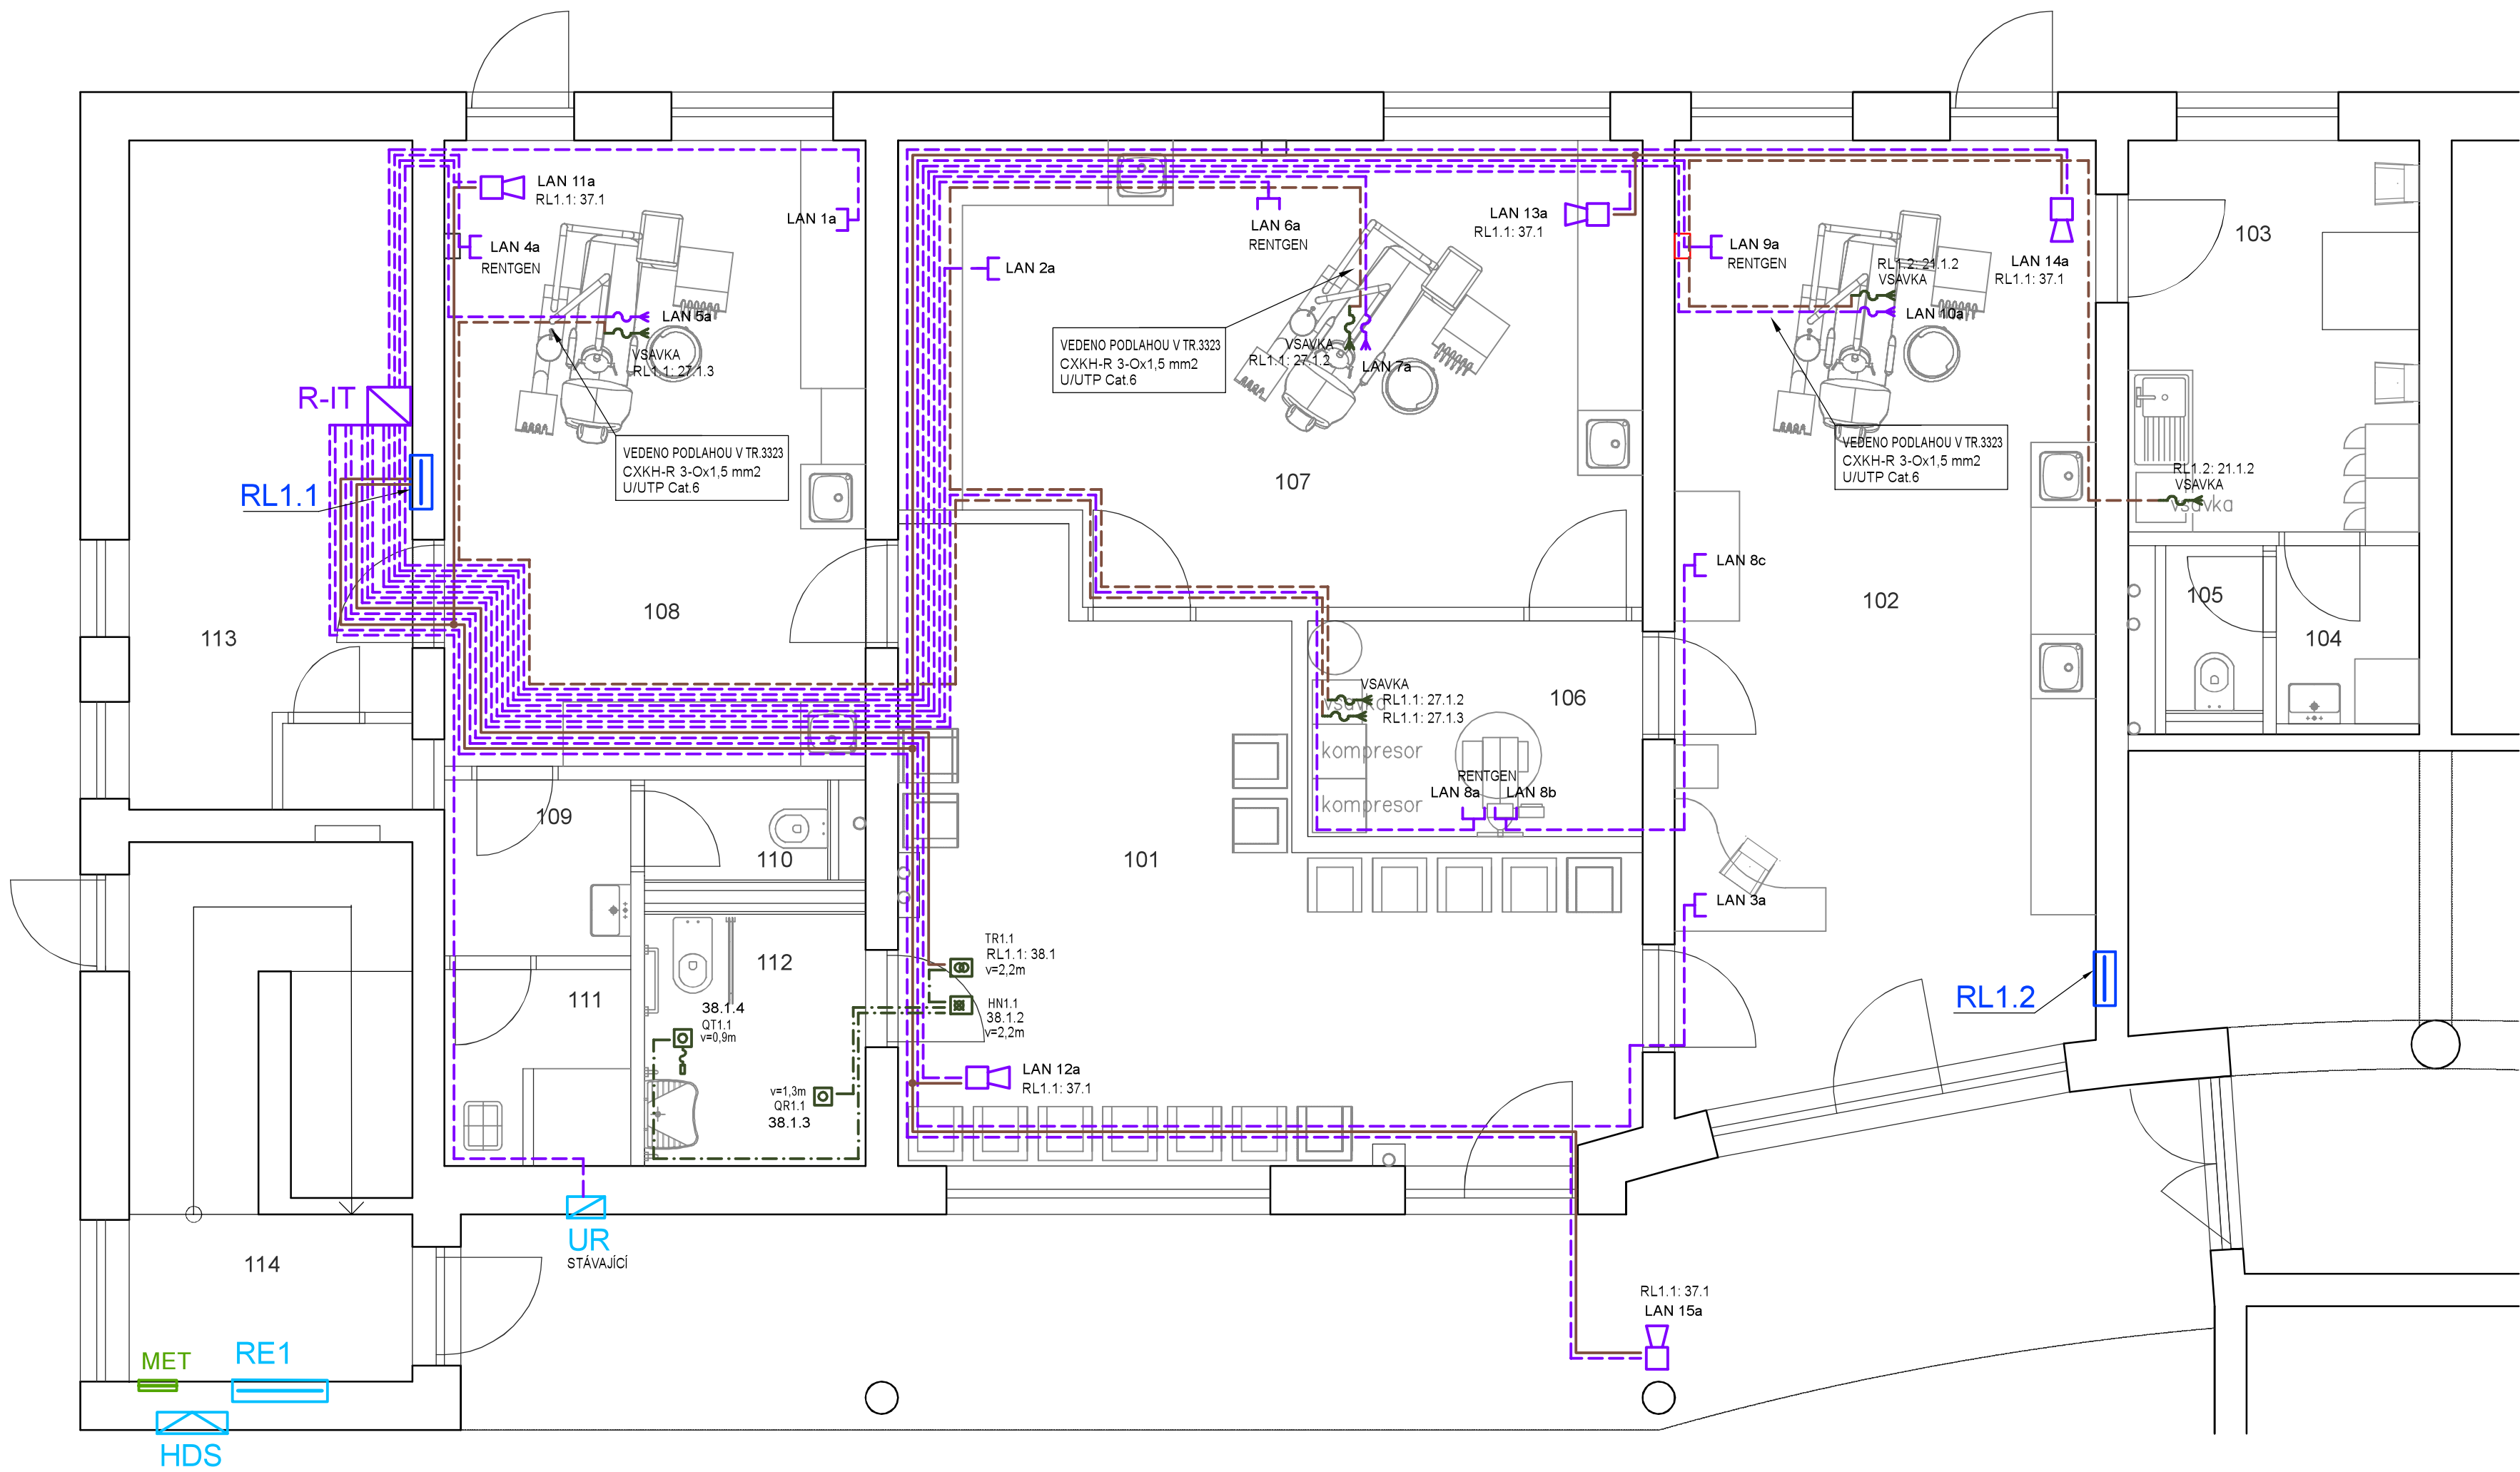 LAN 11a
RL1.1: 37.1
LAN 4a
RENTGEN
LAN 1a
LAN 5a
VSAVKA
RL1.1: 27.1.3
VEDENO PODLAHOU V TR.3323
CXKH-R 3-Ox1,5 mm2
U/UTP Cat.6
R-IT
RL1.1
108
113
LAN 2a
LAN 6a
RENTGEN
LAN 13a
RL1.1: 37.1
VEDENO PODLAHOU V TR.3323
CXKH-R 3-Ox1,5 mm2
U/UTP Cat.6
VSAVKA
RL1.1: 27.1.2
LAN 7a
107
LAN 9a
RENTGEN
RL1.2: 21.1.2
VSAVKA
LAN 10a
LAN 14a
RL1.1: 37.1
VEDENO PODLAHOU V TR.3323
CXKH-R 3-Ox1,5 mm2
U/UTP Cat.6
103
RL1.2: 21.1.2
VSAVKA
vsavka
LAN 8c
102
105
104
VSAVKA
RL1.1: 27.1.2
RL1.1: 27.1.3
vsavka
106
kompresor
kompresor
RENTGEN
LAN 8a
LAN 8b
LAN 3a
109
110
101
111
112
TR1.1
RL1.1: 38.1
v=2,2m
HN1.1
38.1.2
v=2,2m
38.1.4
QT1.1
v=0,9m
v=1,3m
QR1.1
38.1.3
LAN 12a
RL1.1: 37.1
RL1.2
UR
STÁVAJÍCÍ
114
RL1.1: 37.1
LAN 15a
MET
RE1
HDS